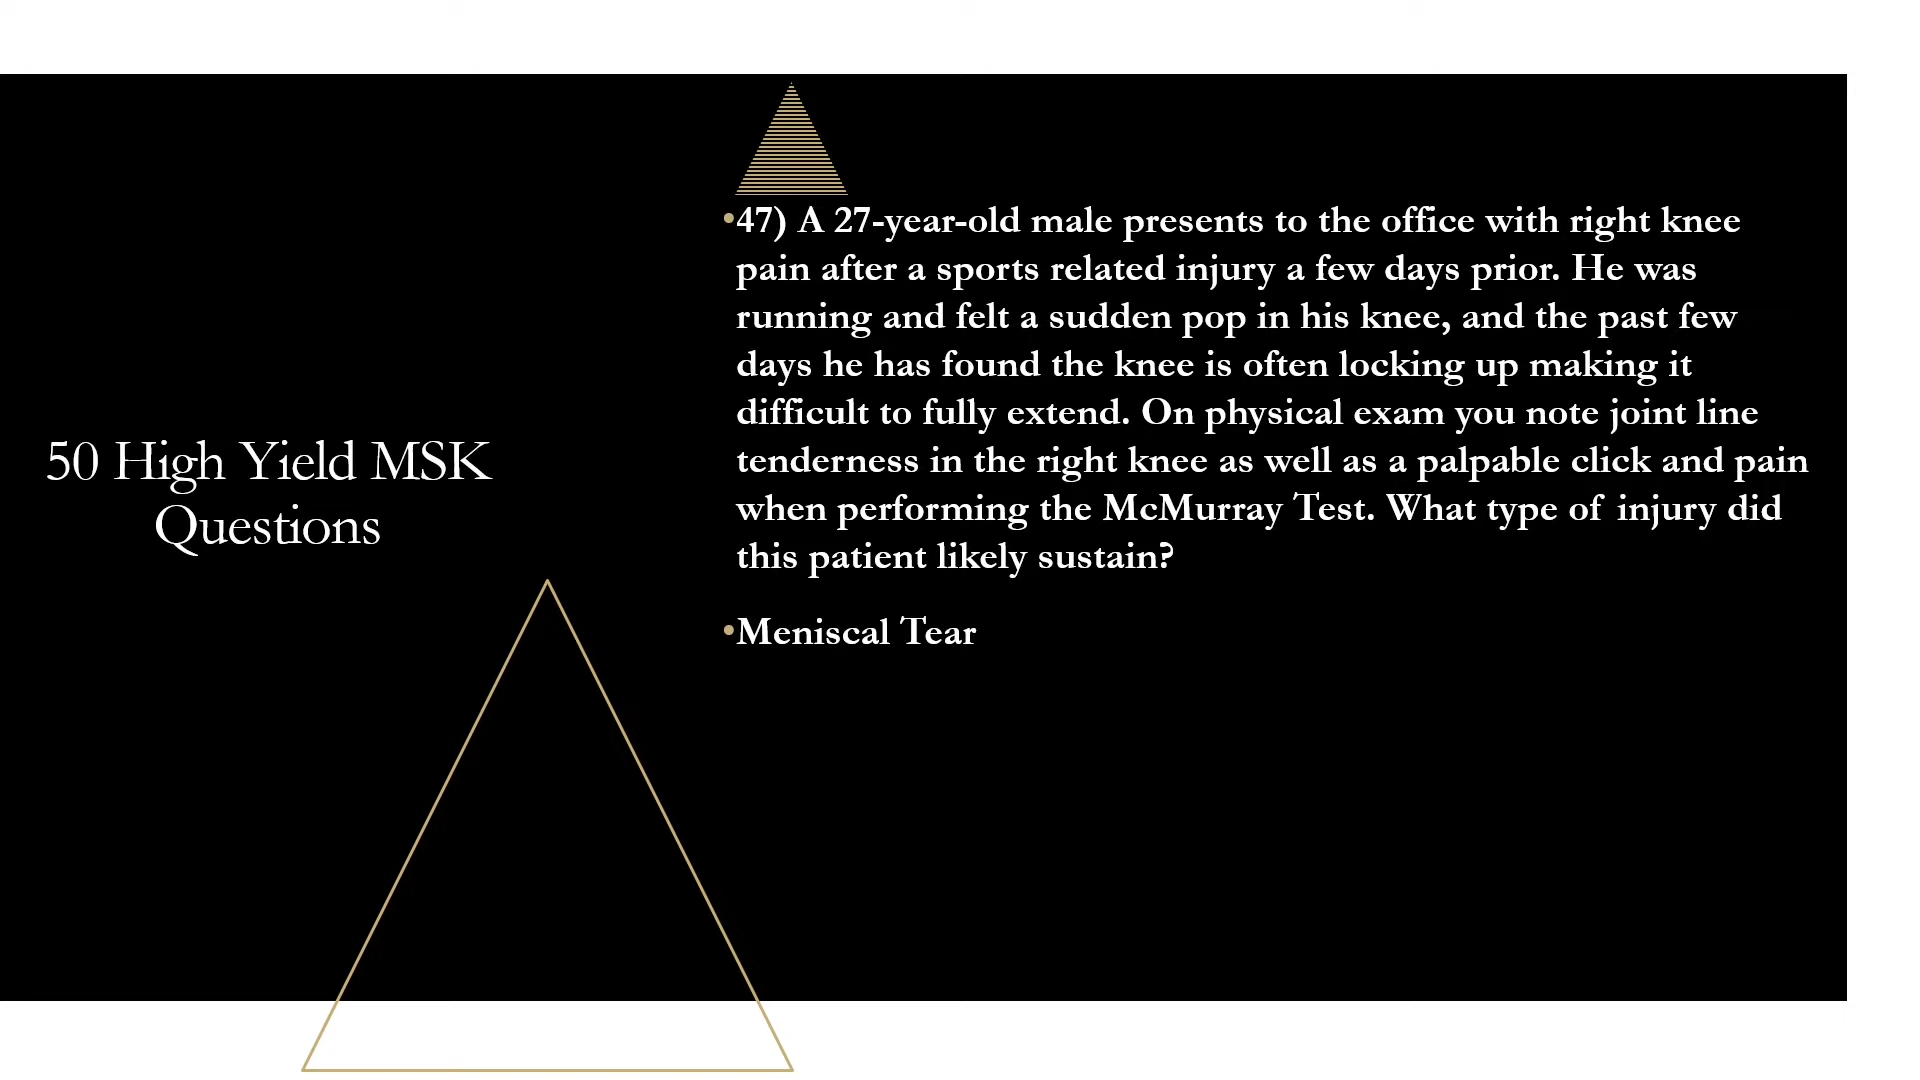 50 High Yield MSK
Questions
•47) A 27-year-old male presents to the office with right knee
pain after a sports related injury a few days prior. He was
running and felt a sudden pop in his knee, and the past few
days he has found the knee is often locking up making it
difficult to fully extend. On physical exam you note joint line
tenderness in the right knee as well as a palpable click and pain
when performing the McMurray Test. What type of injury did
this patient likely sustain?
•Meniscal Tear